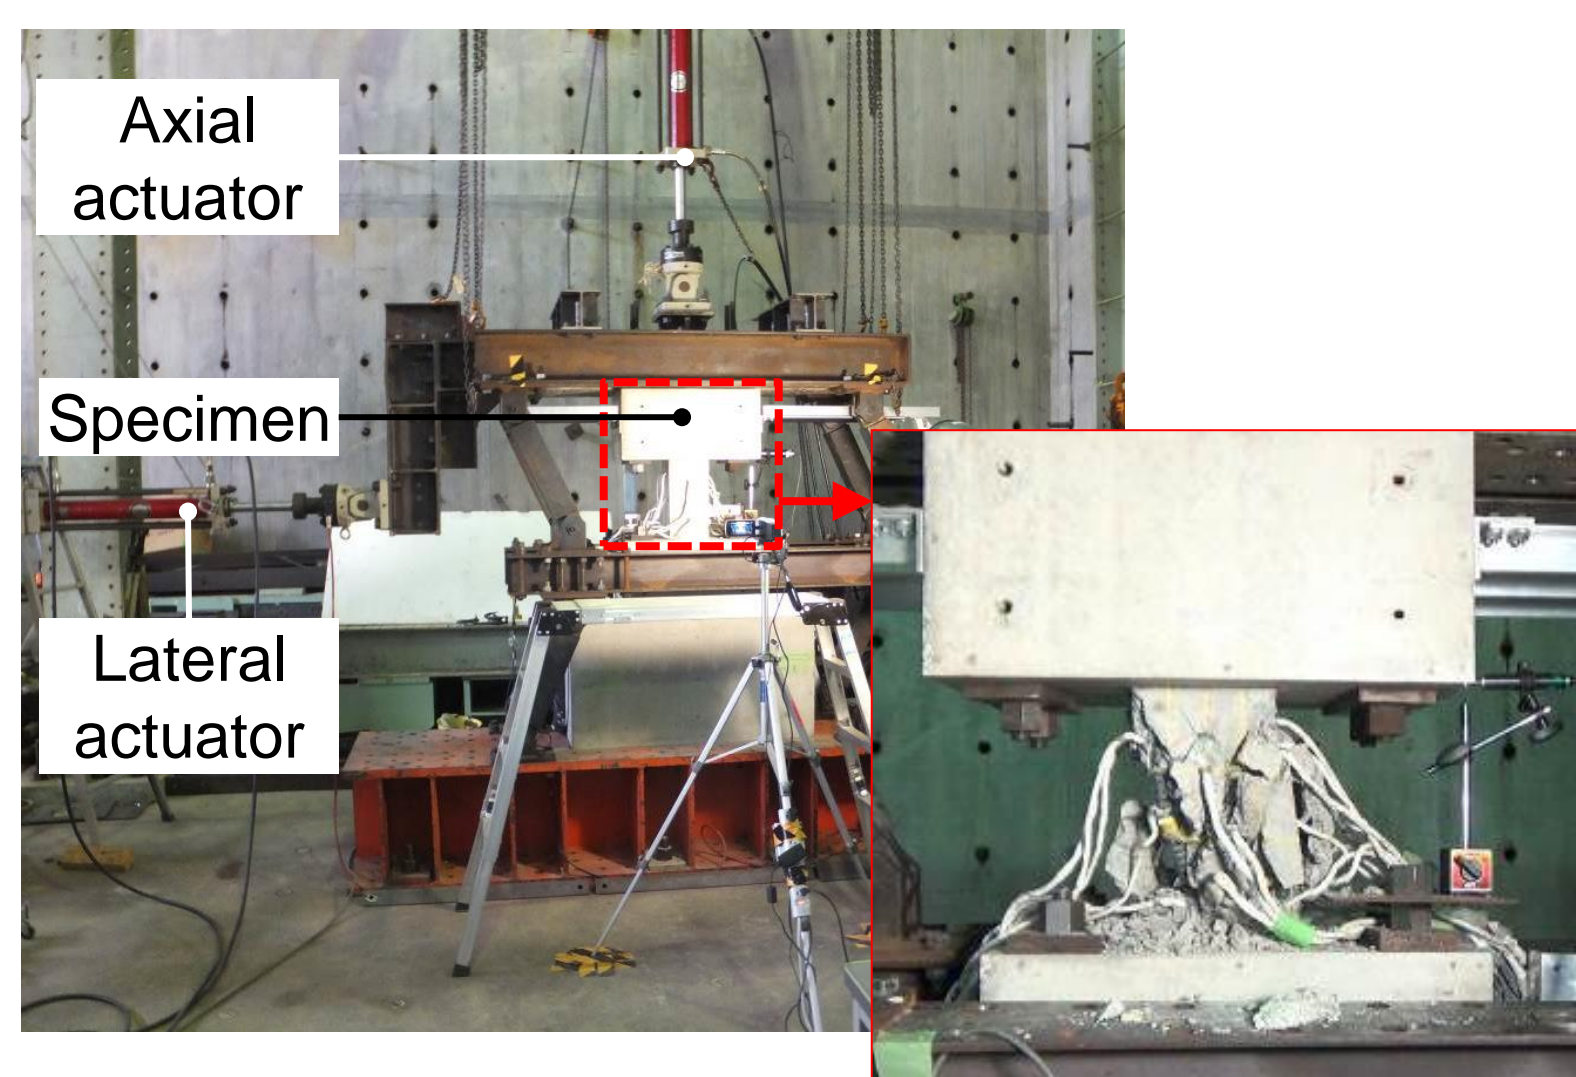 Axial
actuator
Specimen
Lateral
actuator